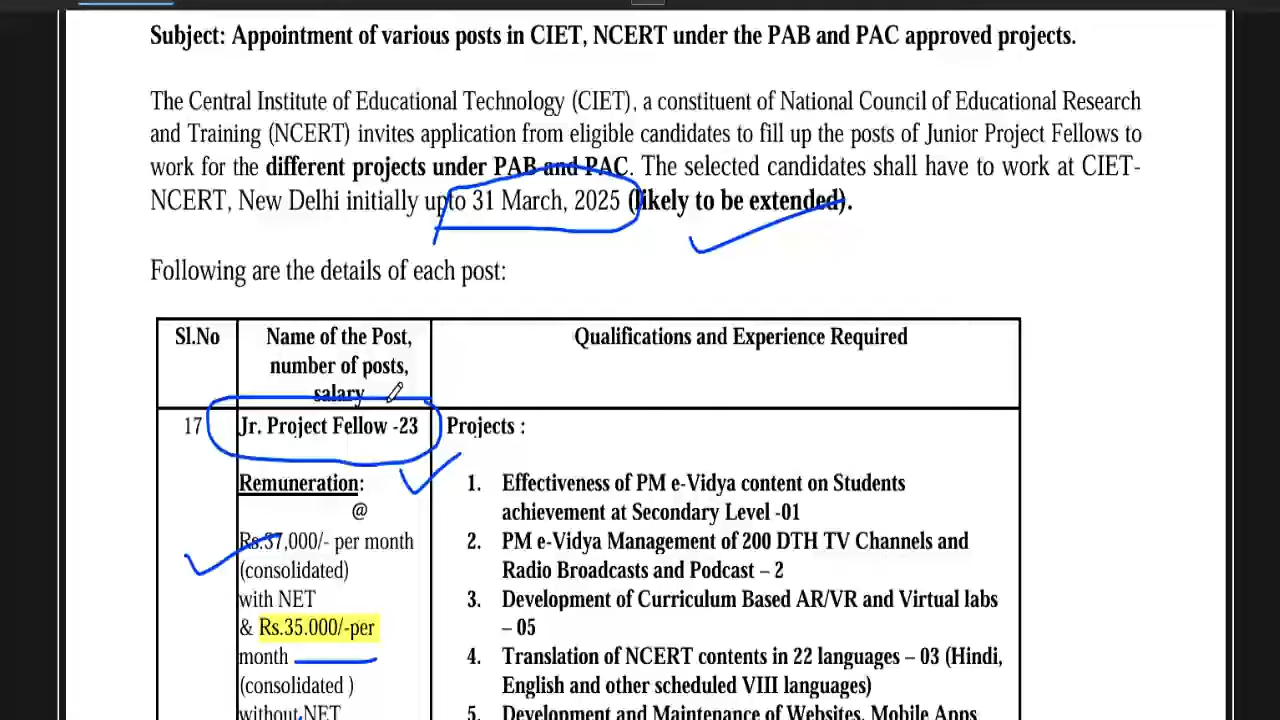 Subject: Appointment of various posts in CIET, NCERT under the PAB and PAC approved projects.
The Central Institute of Educational Technology (CIET), a constituent of National Council of Educational Research
and Training (NCERT) invites application from eligible candidates to fill up the posts of Junior Project Fellows to
work for the different projects under PAB and PAC. The selected candidates shall have to work at CIET-
NCERT, New Delhi initially upto 31 March, 2025 (likely to be extended).
Following are the details of each post:
Sl.No
Name of the Post,
number of posts,
salary
Qualifications and Experience Required
17
Jr. Project Fellow -23
Remuneration:
@
Rs.37,000/- per month
(consolidated)
with NET
& Rs.35.000/-per
month
(consolidated )
without NET
Projects :
1. Effectiveness of PM e-Vidya content on Students
achievement at Secondary Level -01
2. PM e-Vidya Management of 200 DTH TV Channels and
Radio Broadcasts and Podcast – 2
3. Development of Curriculum Based AR/VR and Virtual labs
– 05
4. Translation of NCERT contents in 22 languages – 03 (Hindi,
English and other scheduled VIII languages)
5. Development and Maintenance of Websites, Mobile Apps